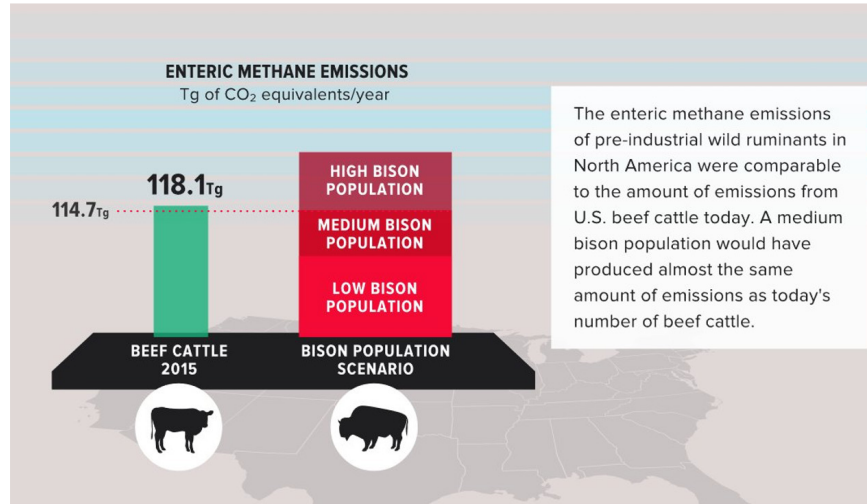 ENTERIC METHANE EMISSIONS
Tg of CO₂ equivalents/year
118.1Tg
114.7Tg
HIGH BISON
POPULATION
MEDIUM BISON
POPULATION
LOW BISON
POPULATION
BEEF CATTLE
2015
BISON POPULATION
SCENARIO
The enteric methane emissions
of pre-industrial wild ruminants in
North America were comparable
to the amount of emissions from
U.S. beef cattle today. A medium
bison population would have
produced almost the same
amount of emissions as today's
number of beef cattle.